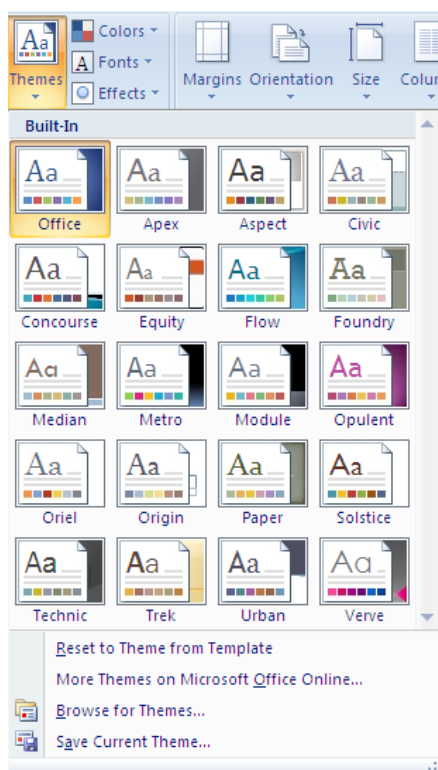 Aa
Themes
Colors
A Fonts
Effects
Margins Orientation Size Colu
Built-In
Aa Aa Aa Aa
Office Apex Aspect Civic
Aa Aa Aa Aa
Concourse Equity Flow Foundry
Aa Aa Aa Aa
Median Metro Module Opulent
Aa Aa Aa Aa
Oriel Origin Paper Solstice
Aa Aa Aa Aa
Technic Trek Urban Verve
Reset to Theme from Template
More Themes on Microsoft Office Online...
Browse for Themes...
Save Current Theme...